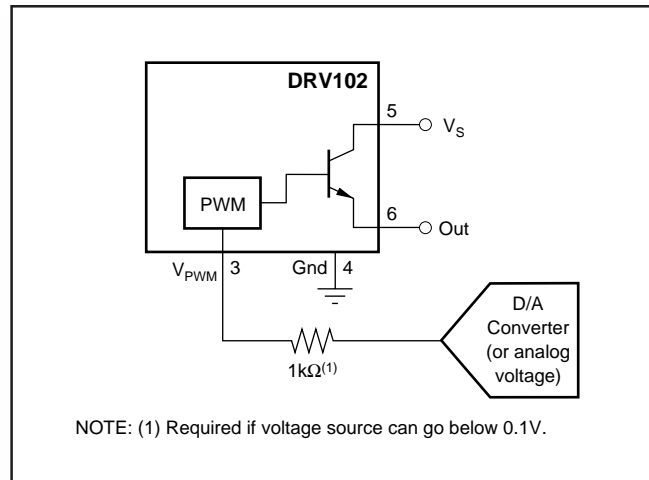 DRV102
5
V_S
PWM
6
Out
V_PWM 3
Gnd 4
D/A
Converter
(or analog
voltage)
1kΩ(1)
NOTE: (1) Required if voltage source can go below 0.1V.